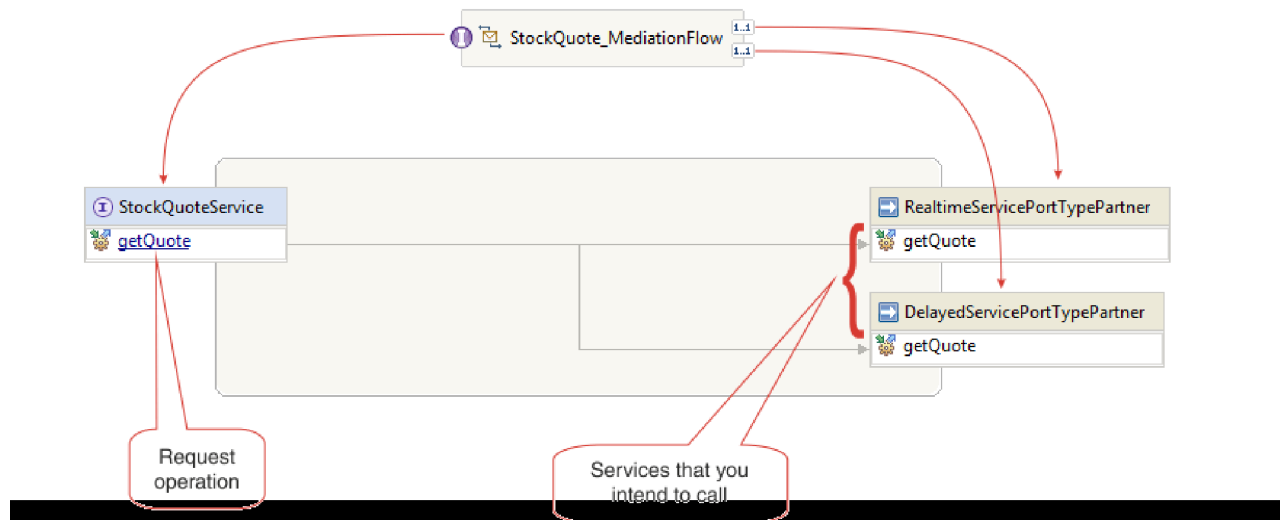 StockQuote_MediationFlow
1..1
1..1
I StockQuoteService
getQuote
RealtimeServicePortTypePartner
getQuote
DelayedServicePortTypePartner
getQuote
Request
operation
Services that you
intend to call